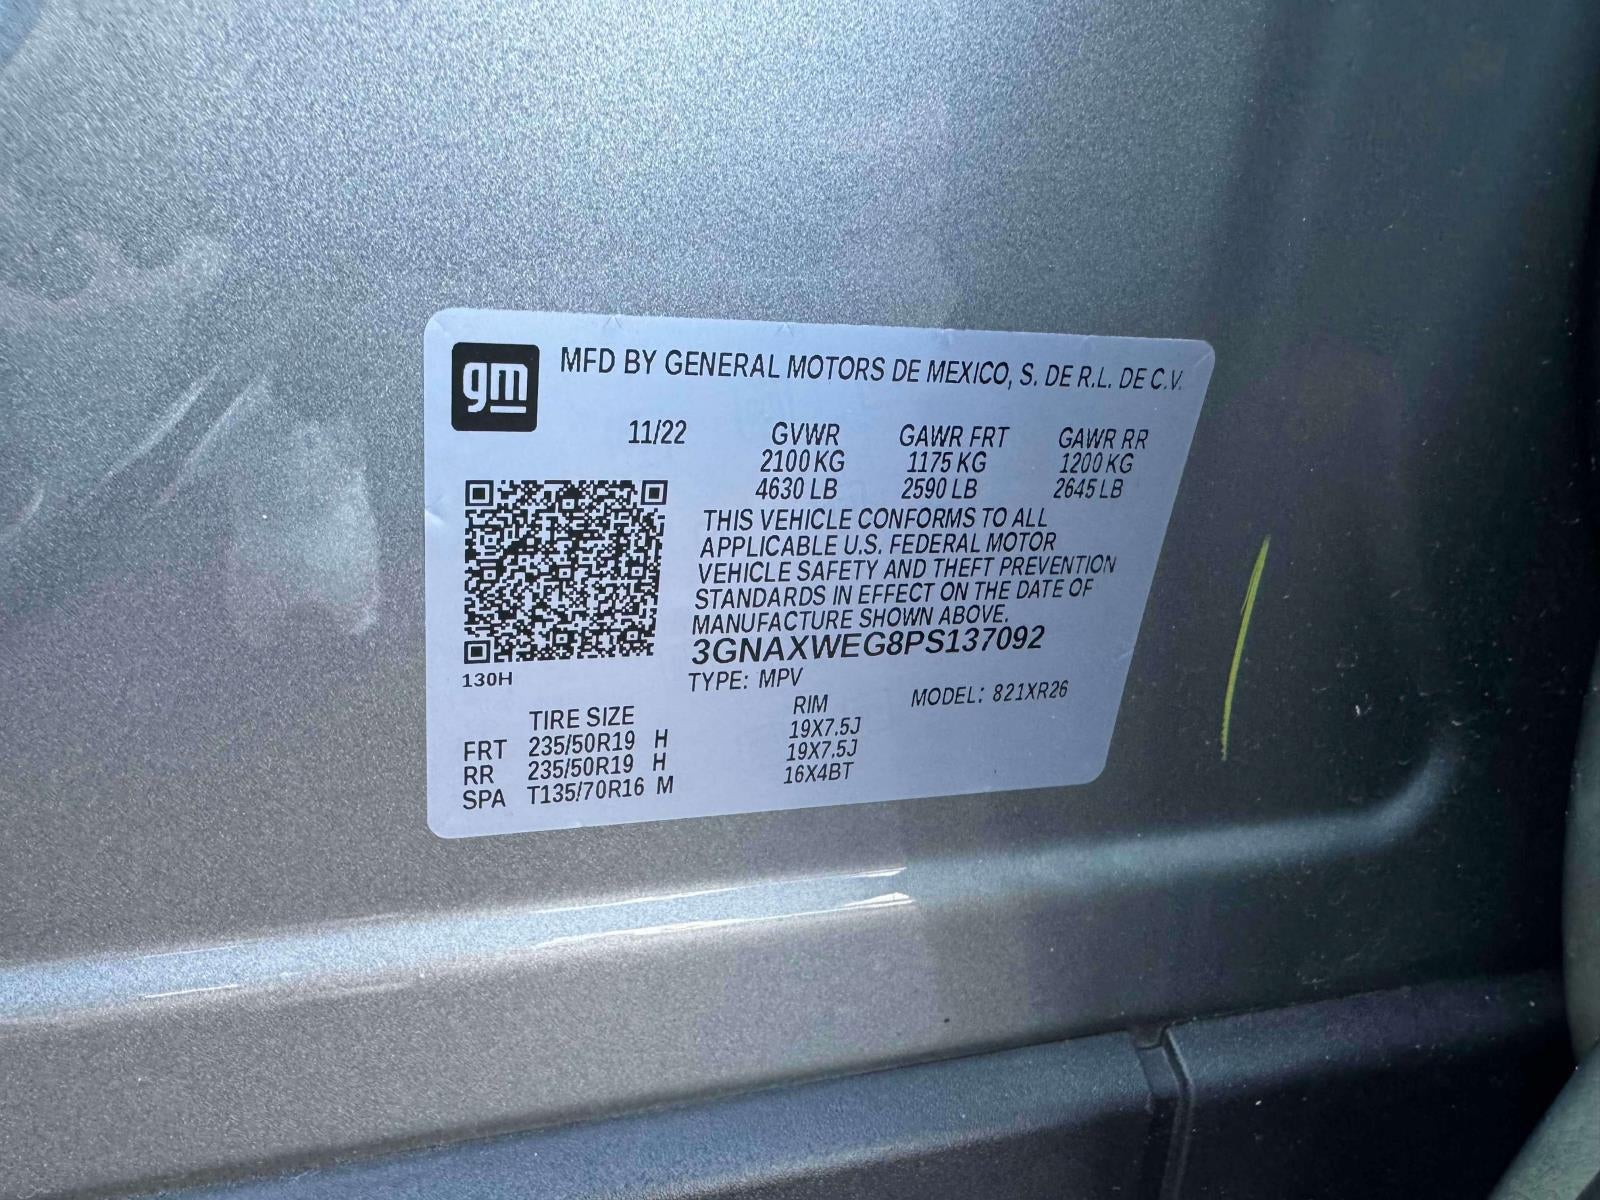 gm
MFD BY GENERAL MOTORS DE MEXICO, S. DE R.L. DE C.V.
11/22 GVWR GAWR FRT GAWR RR
2100 KG 1175 KG 1200 KG
4630 LB 2590 LB 2645 LB
THIS VEHICLE CONFORMS TO ALL
APPLICABLE U.S. FEDERAL MOTOR
VEHICLE SAFETY AND THEFT PREVENTION
STANDARDS IN EFFECT ON THE DATE OF
MANUFACTURE SHOWN ABOVE.
3GNAXWEG8PS137092
130H
TYPE: MPV MODEL: 821XR26
TIRE SIZE RIM
FRT 235/50R19 H 19X7.5J
RR 235/50R19 H 19X7.5J
SPA T135/70R16 M 16X4BT